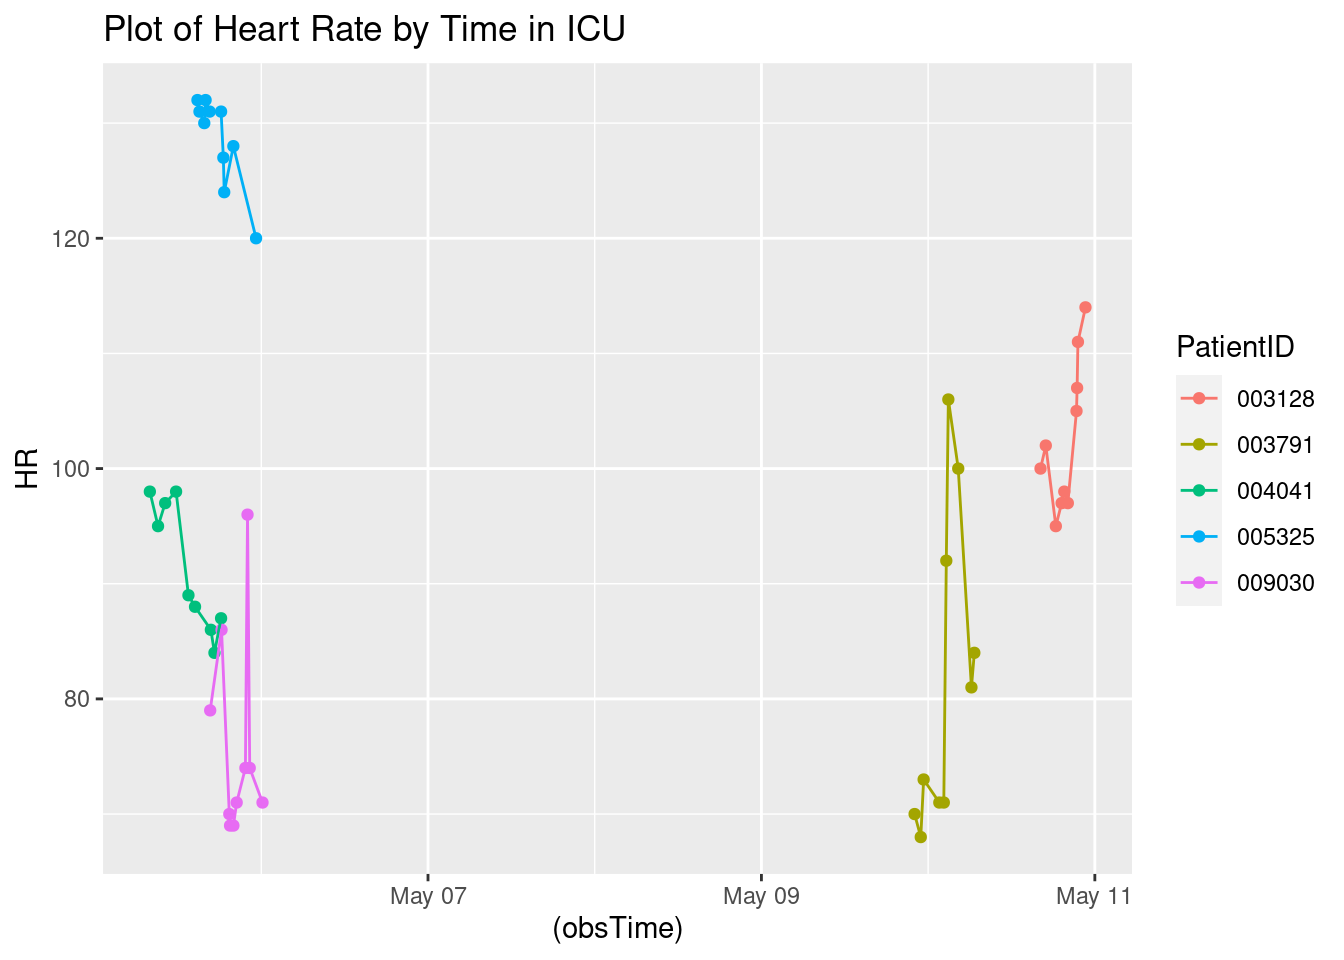 Plot of Heart Rate by Time in ICU
HR
120
100
80
May 07
May 09
May 11
(obsTime)
PatientID
003128
003791
004041
005325
009030